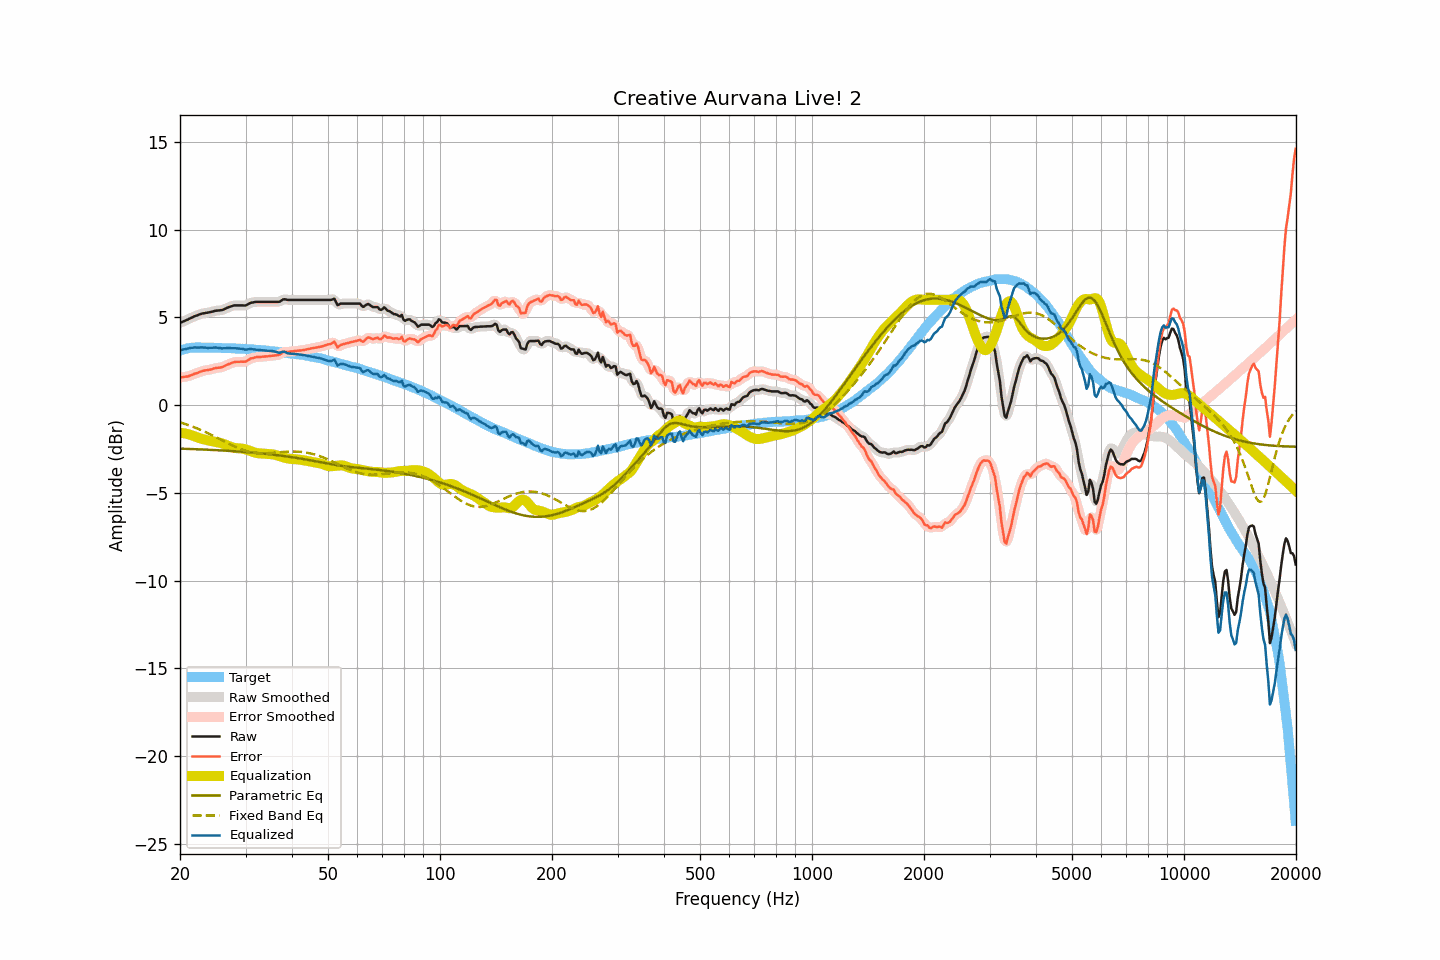 Creative Aurvana Live! 2
Amplitude (dBr)
15
10
5
0
−5
−10
−15
−20
−25
Target
Raw Smoothed
Error Smoothed
Raw
Error
Equalization
Parametric Eq
Fixed Band Eq
Equalized
20 50 100 200 500 1000 2000 5000 10000 20000
Frequency (Hz)